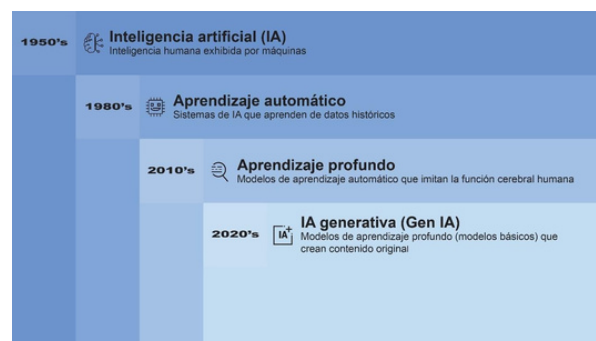 1950's
Inteligencia artificial (IA)
Inteligencia humana exhibida por máquinas
1980's
Aprendizaje automático
Sistemas de IA que aprenden de datos históricos
2010's
Aprendizaje profundo
Modelos de aprendizaje automático que imitan la función cerebral humana
2020's
IA+
IA generativa (Gen IA)
Modelos de aprendizaje profundo (modelos básicos) que
crean contenido original